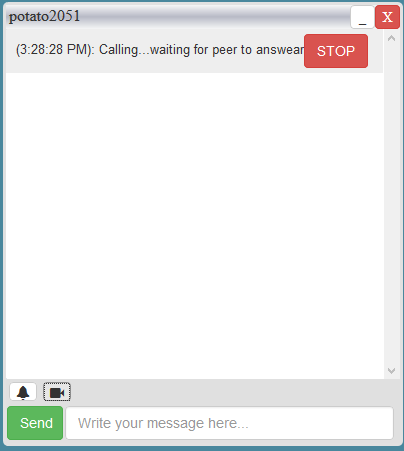 potato2051
_ X
(3:28:28 PM): Calling...waiting for peer to answear STOP
Send Write your message here...